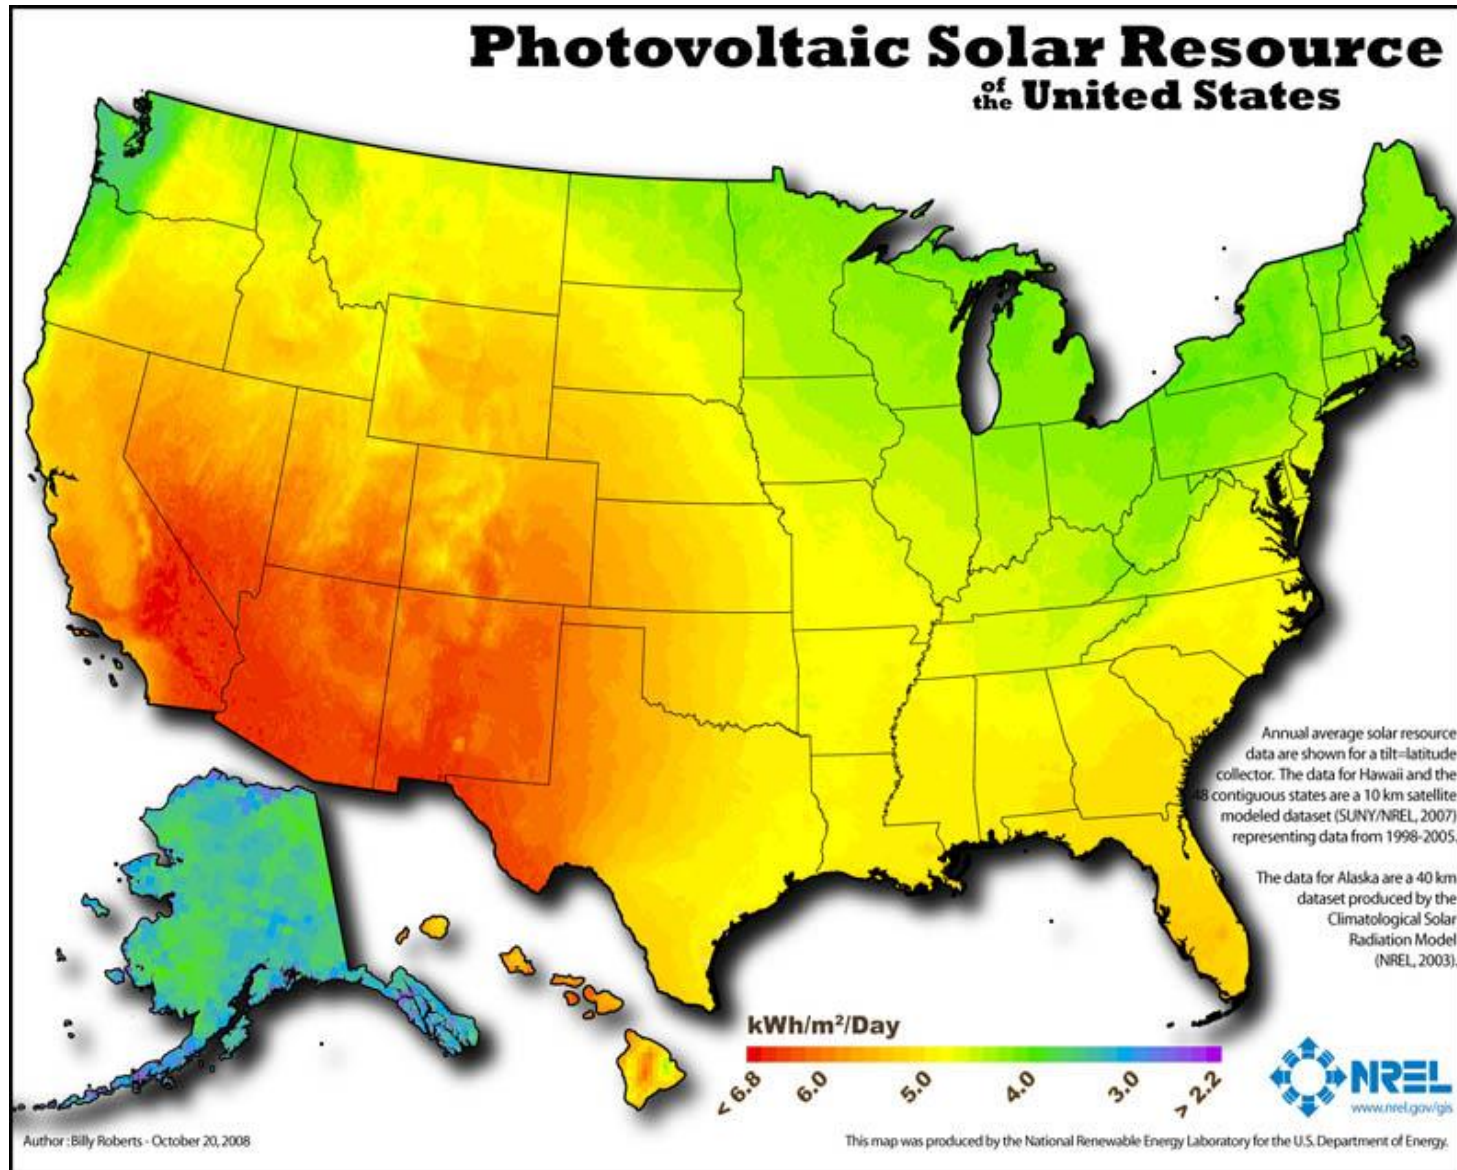 Photovoltaic Solar Resource
of the United States
Annual average solar resource
data are shown for a tilt=latitude
collector. The data for Hawaii and the
48 contiguous states are a 10 km satellite
modeled dataset (SUNY/NREL, 2007)
representing data from 1998-2005.
The data for Alaska are a 40 km
dataset produced by the
Climatological Solar
Radiation Model
(NREL, 2003).
kWh/m²/Day
< 6.8 6.0 5.0 4.0 3.0 > 2.2
NREL
www.nrel.gov/gis
Author : Billy Roberts - October 20, 2008
This map was produced by the National Renewable Energy Laboratory for the U.S. Department of Energy.